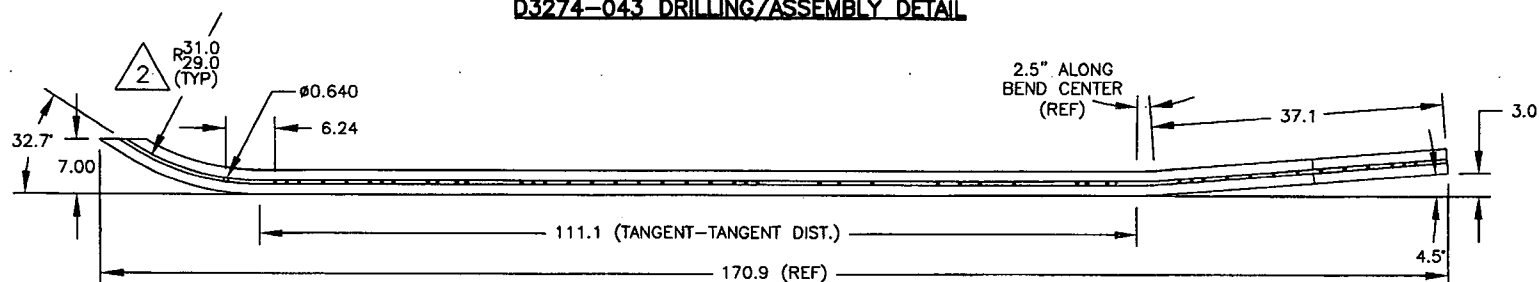 D3274-043 DRILLING/ASSEMBLY DETAIL
2
R31.0
29.0
(TYP)
Ø0.640
6.24
32.7°
7.00
2.5" ALONG
BEND CENTER
(REF)
37.1
3.0
111.1 (TANGENT-TANGENT DIST.)
4.5°
170.9 (REF)